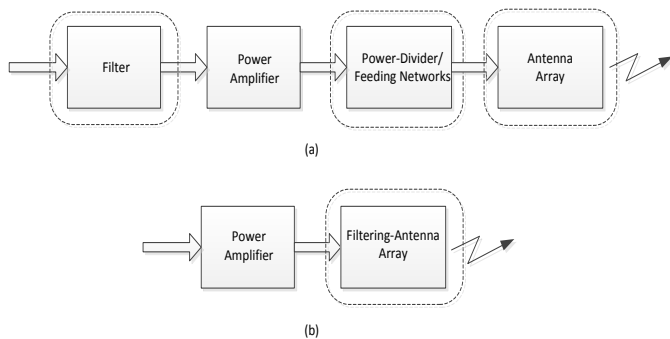 Filter
Power
Amplifier
Power-Divider/
Feeding Networks
Antenna
Array
(a)
Power
Amplifier
Filtering-Antenna
Array
(b)